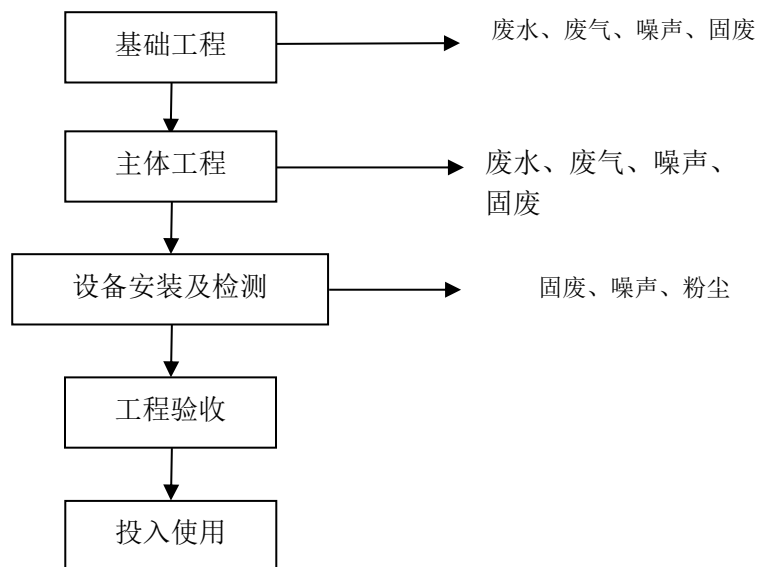 基础工程
废水、废气、噪声、固废
主体工程
废水、废气、噪声、
固废
设备安装及检测
固废、噪声、粉尘
工程验收
投入使用